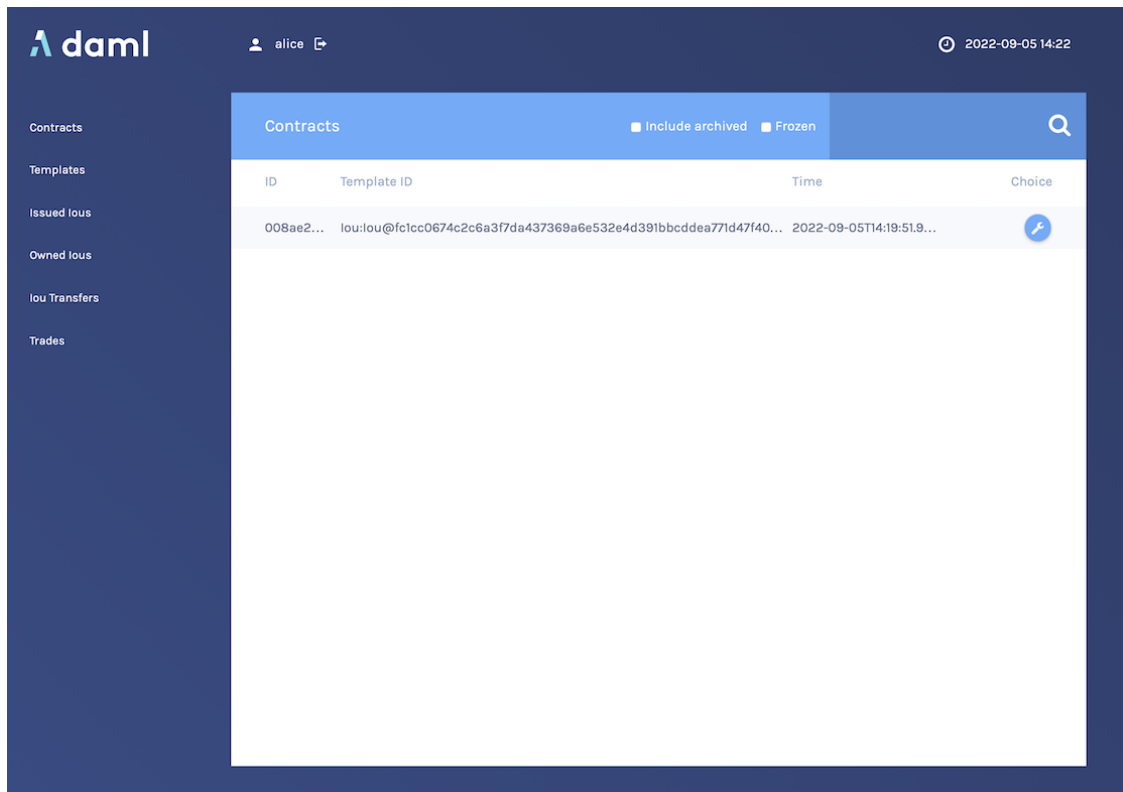 daml
alice
2022-09-05 14:22
Contracts
Templates
Issued Ious
Owned Ious
Iou Transfers
Trades
Contracts Include archived Frozen
ID Template ID Time Choice
008ae2... Iou:Iou@fc1cc0674c2c6a3f7da437369a6e532e4d391bbcddea771d47f40... 2022-09-05T14:19:51.9...